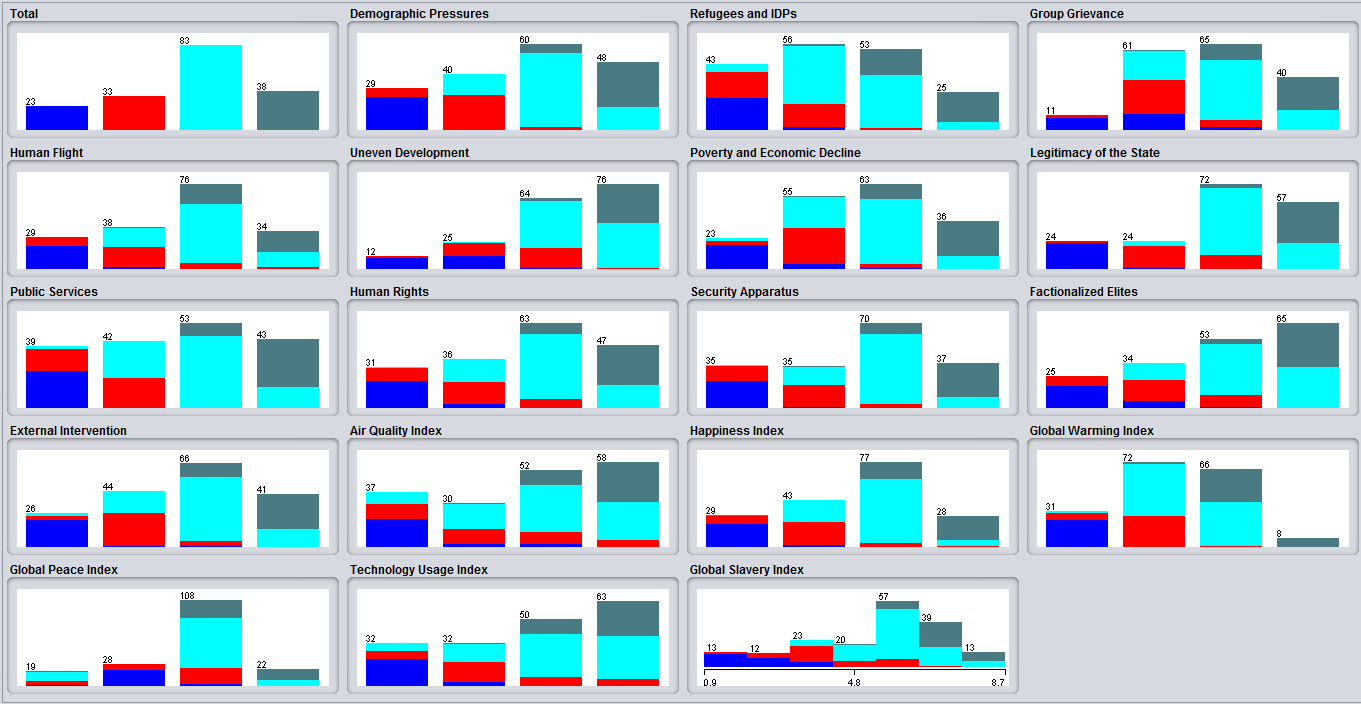 Total
23 33 83 38
Demographic Pressures
29 40 60 48
Refugees and IDPs
43 56 53 25
Group Grievance
11 61 65 40
Human Flight
29 38 76 34
Uneven Development
12 25 64 76
Poverty and Economic Decline
23 55 63 36
Legitimacy of the State
24 24 72 57
Public Services
39 42 53 43
Human Rights
31 36 63 47
Security Apparatus
35 35 70 37
Factionalized Elites
25 34 53 65
External Intervention
26 44 66 41
Air Quality Index
37 30 52 58
Happiness Index
29 43 77 28
Global Warming Index
31 72 66 8
Global Peace Index
19 28 108 22
Technology Usage Index
32 32 50 63
Global Slavery Index
13 12 23 20 57 39 13
0.9 4.8 8.7